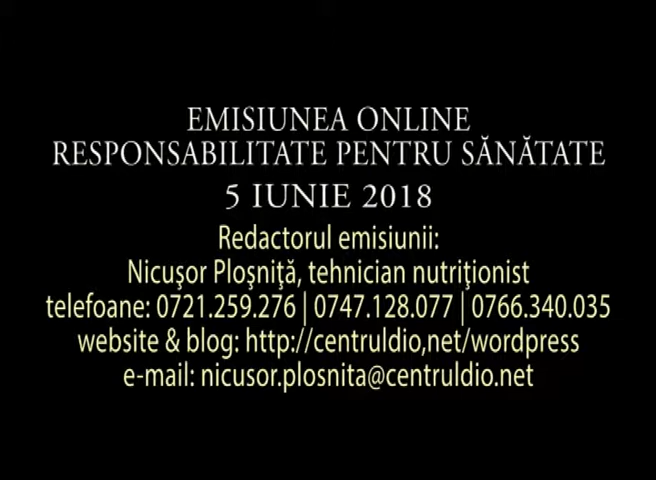 EMISIUNEA ONLINE
RESPONSABILITATE PENTRU SĂNĂTATE
5 IUNIE 2018
Redactorul emisiunii:
Nicuşor Ploşniţă, tehnician nutriţionist
telefoane: 0721.259.276 | 0747.128.077 | 0766.340.035
website & blog: http://centruldio,net/wordpress
e-mail: nicusor.plosnita@centruldio.net